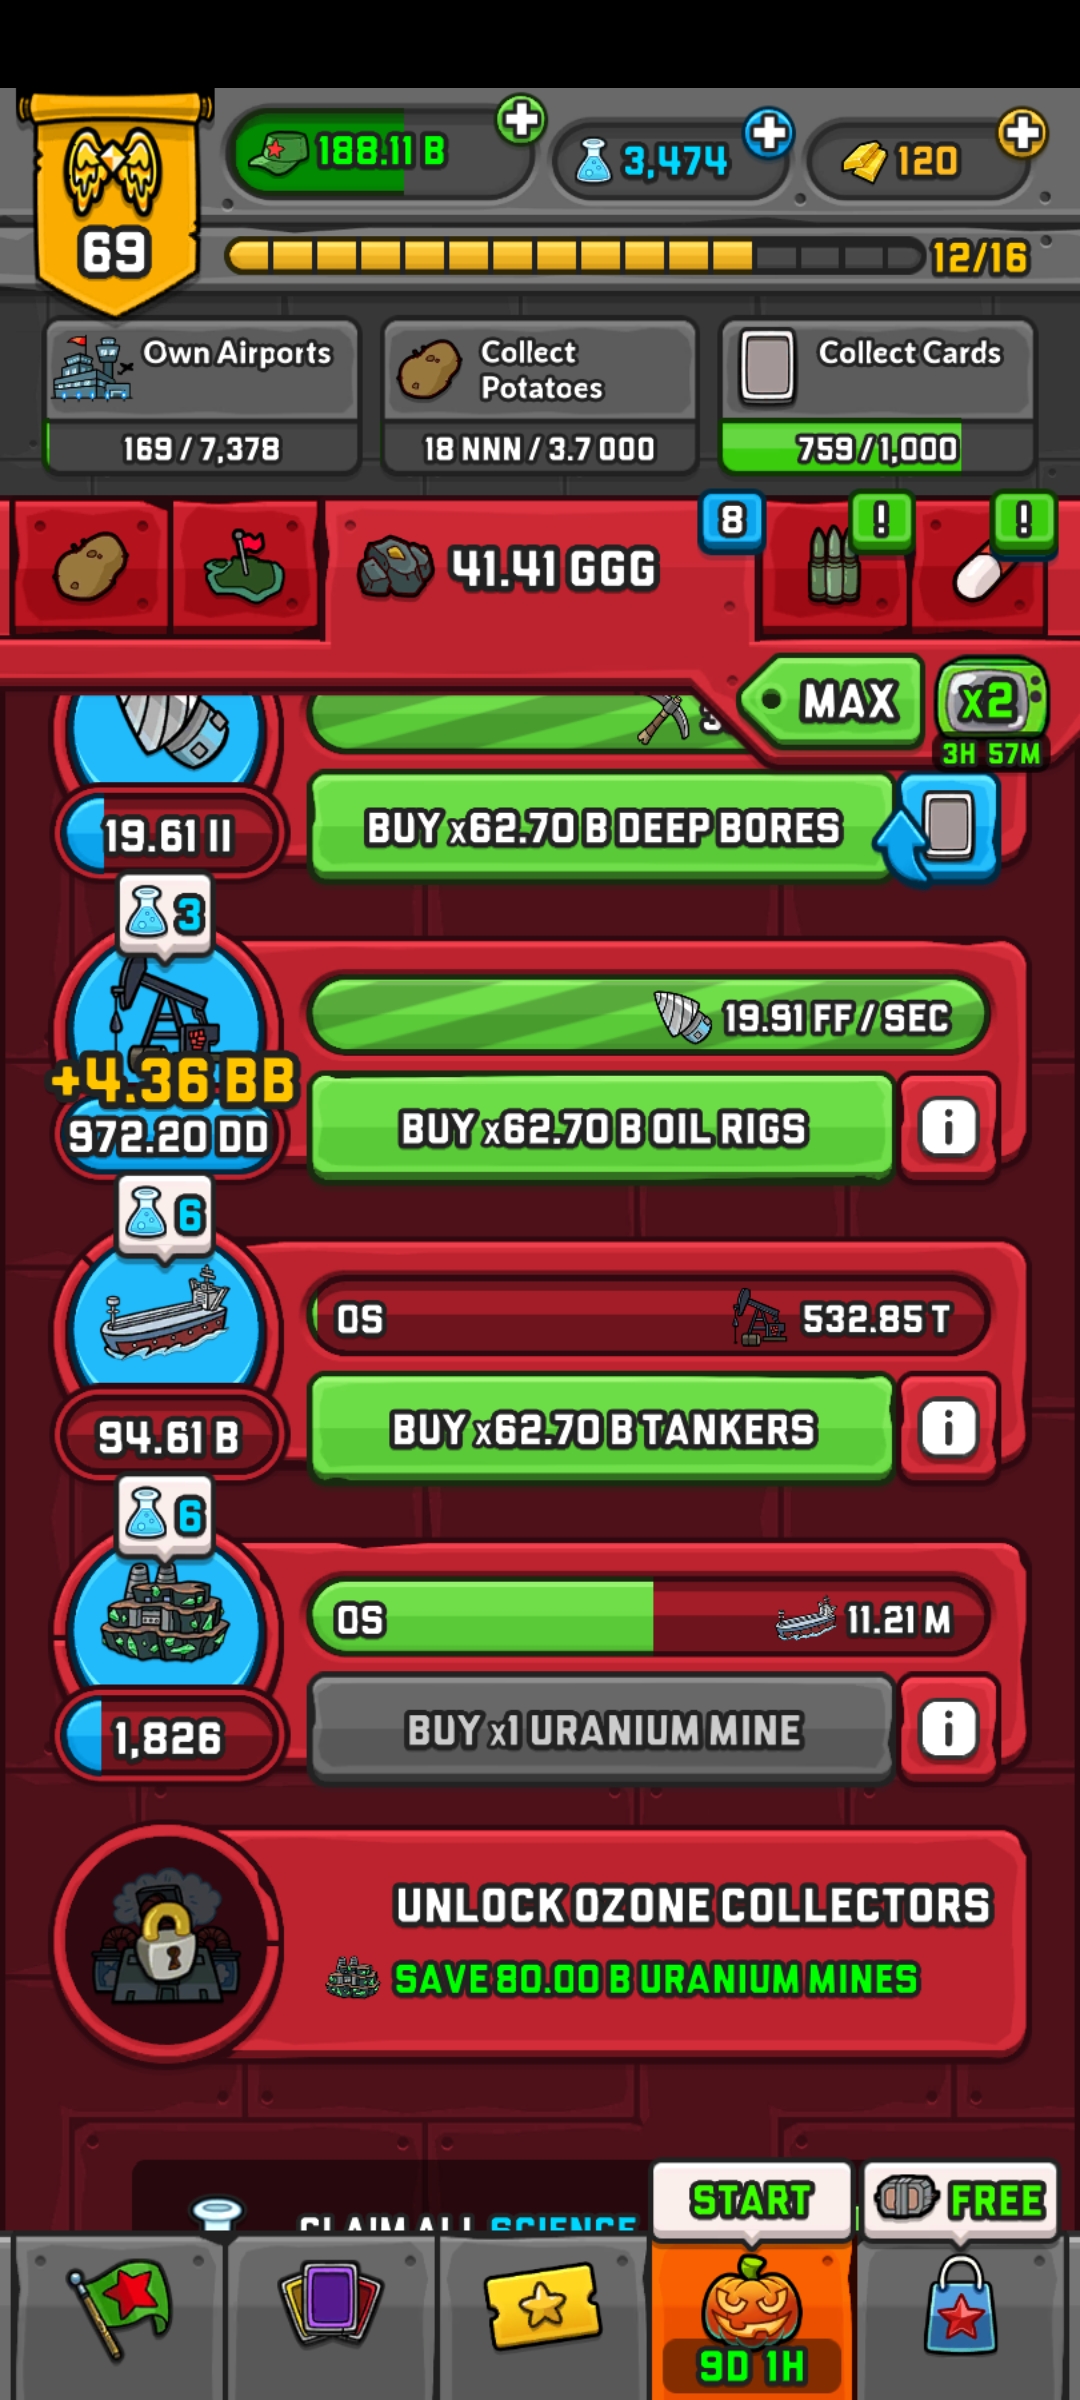 188.11 B
3,474
120
69
12/16
Own Airports
169 / 7,378
Collect
Potatoes
18 NNN / 3.7 OOO
Collect Cards
759 / 1,000
41.41 GGG
8
!
!
MAX
x2
3H 57M
19.61 II
BUY x62.70 B DEEP BORES
3
19.91 FF / SEC
+4.36 BB
972.20 DD
BUY x62.70 B OIL RIGS
i
6
0S
532.85 T
94.61 B
BUY x62.70 B TANKERS
i
6
0S
11.21 M
1,826
BUY x1 URANIUM MINE
i
UNLOCK OZONE COLLECTORS
SAVE 80.00 B URANIUM MINES
CLAIM ALL SCIENCE
START
FREE
9D 1H